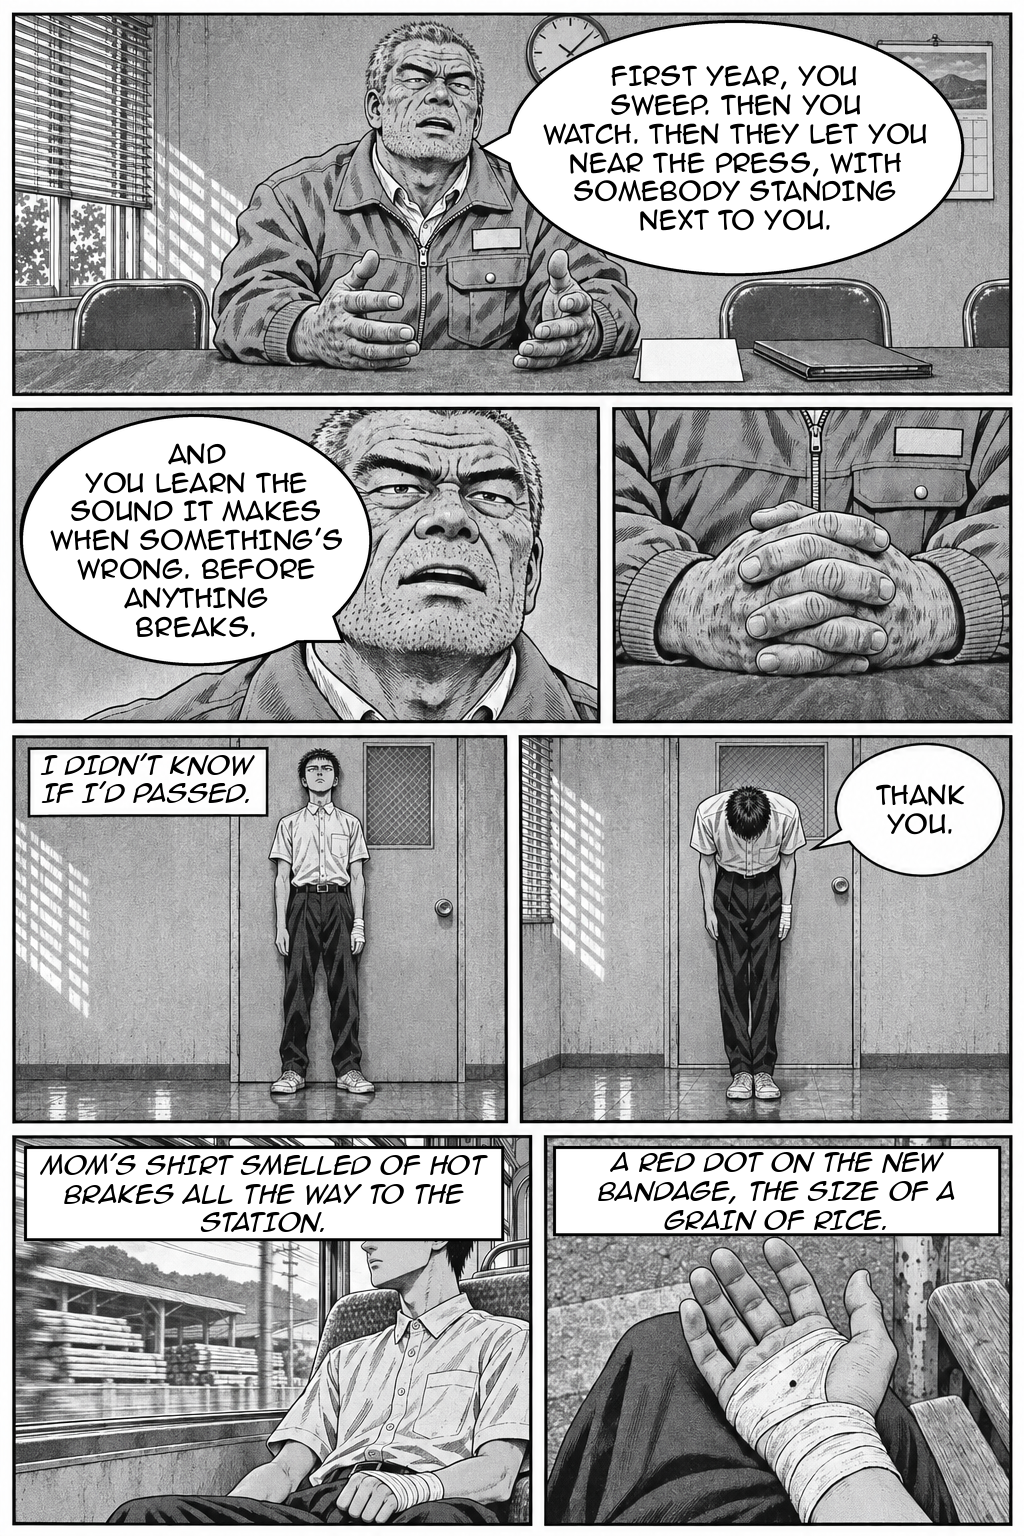 FIRST YEAR, YOU
SWEEP. THEN YOU
WATCH. THEN THEY LET YOU
NEAR THE PRESS, WITH
SOMEBODY STANDING
NEXT TO YOU.
AND
YOU LEARN THE
SOUND IT MAKES
WHEN SOMETHING'S
WRONG. BEFORE
ANYTHING
BREAKS.
I DIDN'T KNOW
IF I'D PASSED.
THANK
YOU.
MOM'S SHIRT SMELLED OF HOT
BRAKES ALL THE WAY TO THE
STATION.
A RED DOT ON THE NEW
BANDAGE, THE SIZE OF A
GRAIN OF RICE.